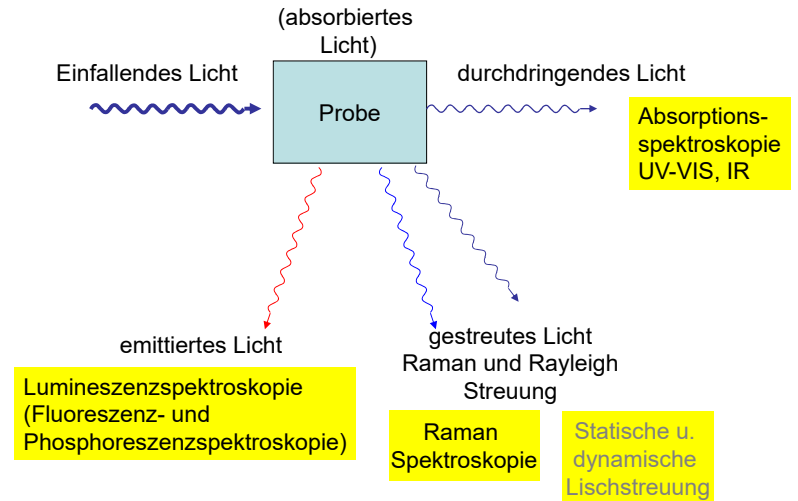 (absorbiertes
Licht)
Einfallendes Licht
durchdringendes Licht
Probe
Absorptions-
spektroskopie
UV-VIS, IR
emittiertes Licht
Lumineszenzspektroskopie
(Fluoreszenz- und
Phosphoreszenzspektroskopie)
gestreutes Licht
Raman und Rayleigh
Streuung
Raman
Spektroskopie
Statische u.
dynamische
Lischstreuung